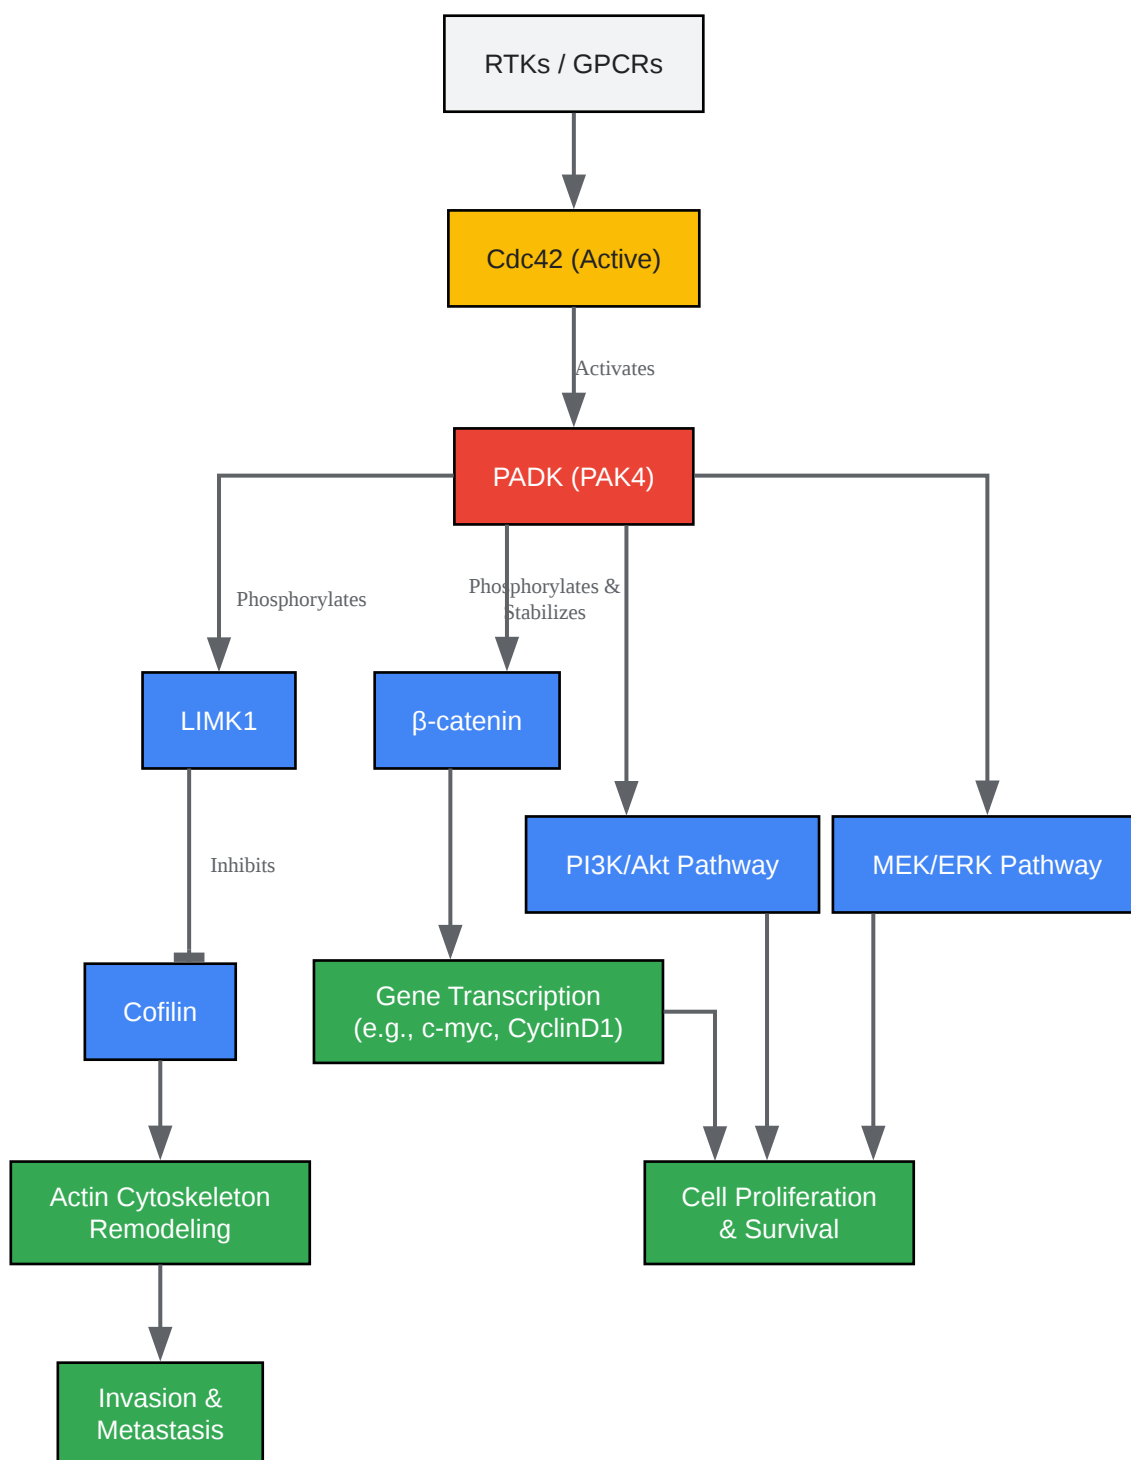 RTKs / GPCRs
Cdc42 (Active)
Activates
PADK (PAK4)
Phosphorylates
Phosphorylates &
Stabilizes
LIMK1
β-catenin
PI3K/Akt Pathway
MEK/ERK Pathway
Inhibits
Cofilin
Gene Transcription
(e.g., c-myc, CyclinD1)
Actin Cytoskeleton
Remodeling
Cell Proliferation
& Survival
Invasion &
Metastasis